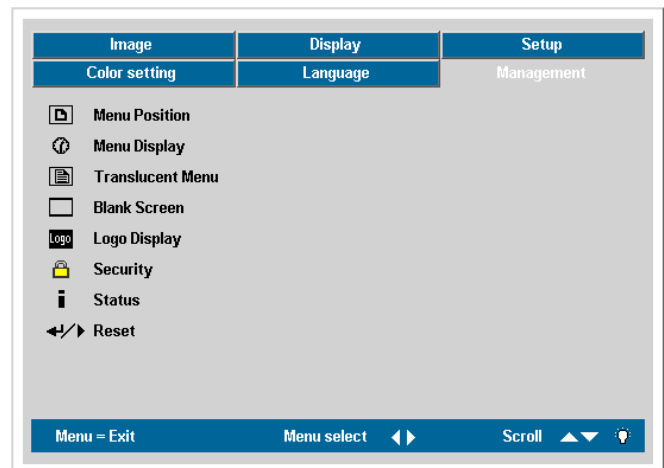 Image Display Setup
Color setting Language Management
Menu Position
Menu Display
Translucent Menu
Blank Screen
Logo Logo Display
Security
i Status
Reset
Menu = Exit Menu select Scroll